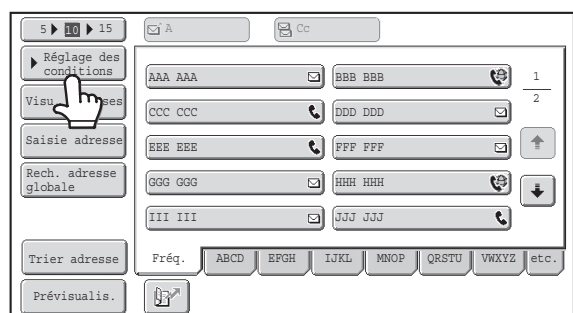 5 10 15
A
Cc
Réglage des
conditions
Saisie adresse
Rech. adresse
globale
Trier adresse
Prévisualis.
AAA AAA
BBB BBB
CCC CCC
DDD DDD
EEE EEE
FFF FFF
GGG GGG
HHH HHH
III III
JJJ JJJ
1
2
Fréq.
ABCD
EFGH
IJKL
MNOP
QRSTU
VWXYZ
etc.